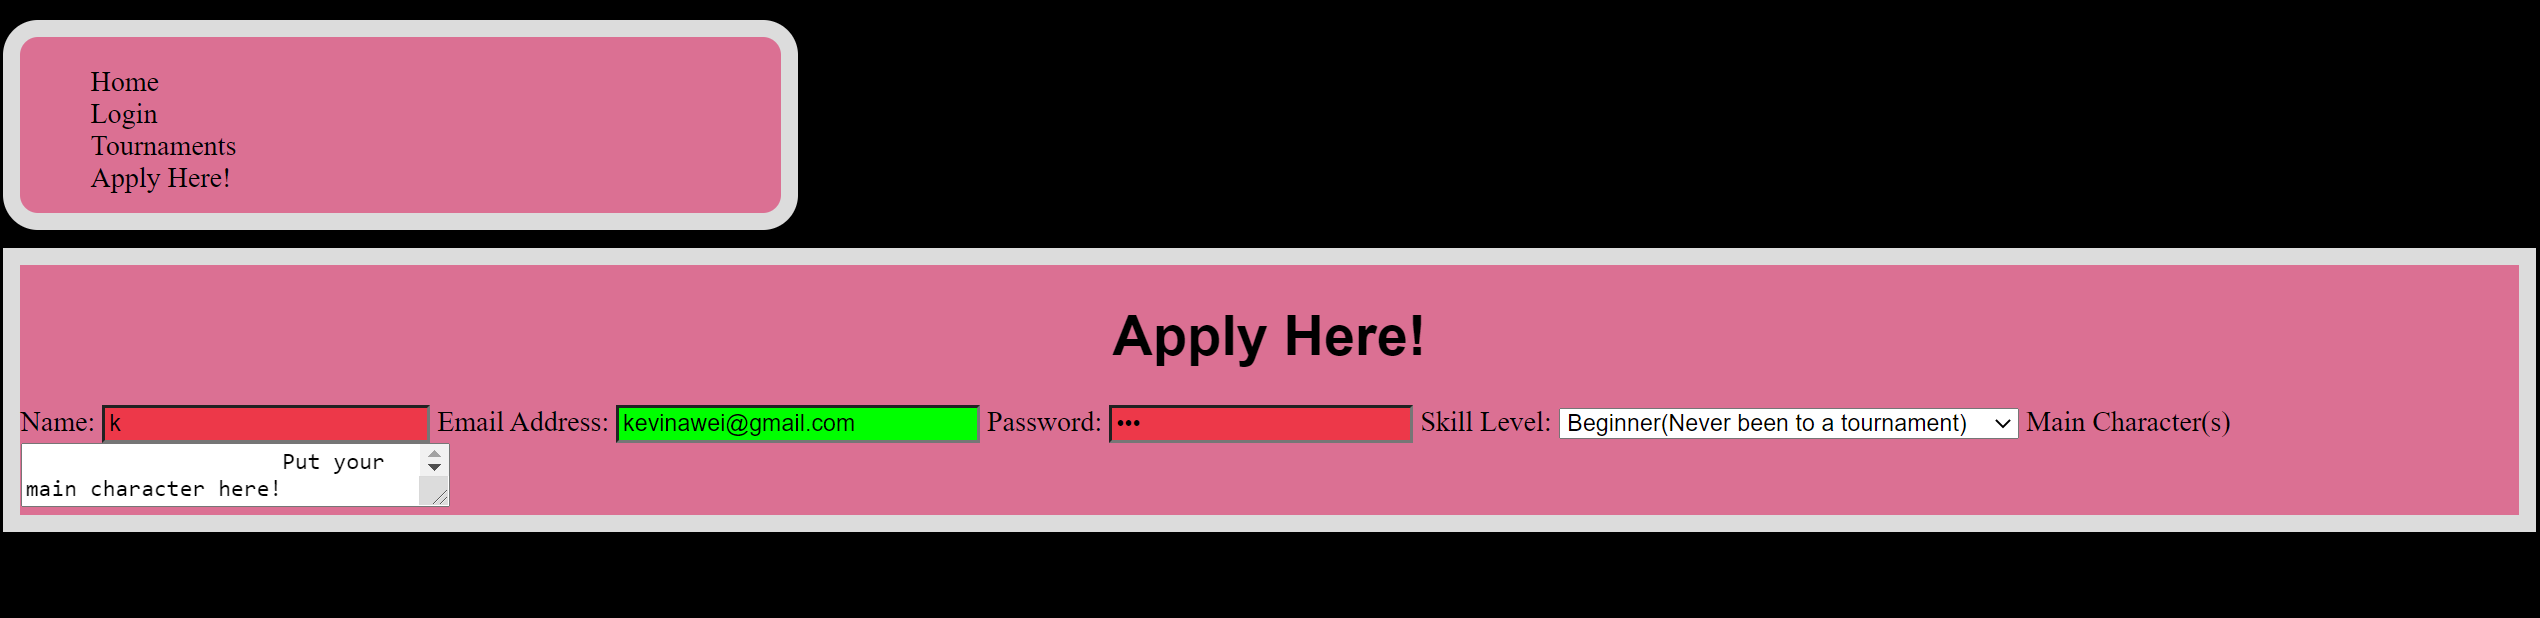 Home
Login
Tournaments
Apply Here!
Apply Here!
Name: k Email Address: kevinawei@gmail.com Password: ••• Skill Level: Beginner(Never been to a tournament) Main Character(s)
Put your
main character here!